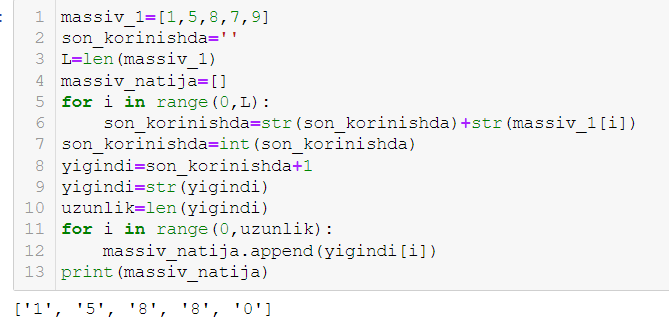 1 massiv_1=[1,5,8,7,9]
2 son_korinishda=''
3 L=len(massiv_1)
4 massiv_natija=[]
5 for i in range(0,L):
6     son_korinishda=str(son_korinishda)+str(massiv_1[i])
7 son_korinishda=int(son_korinishda)
8 yigindi=son_korinishda+1
9 yigindi=str(yigindi)
10 uzunlik=len(yigindi)
11 for i in range(0,uzunlik):
12     massiv_natija.append(yigindi[i])
13 print(massiv_natija)
['1', '5', '8', '8', '0']